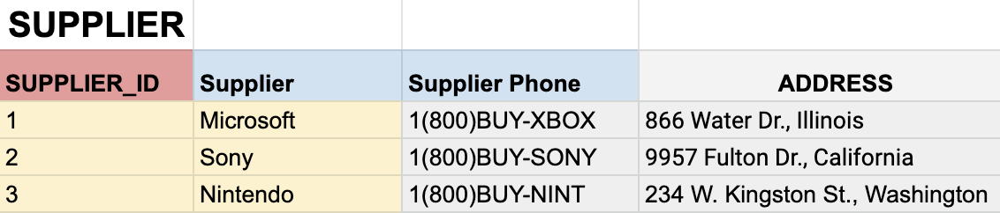 SUPPLIER
SUPPLIER_ID Supplier Supplier Phone ADDRESS
1 Microsoft 1(800)BUY-XBOX 866 Water Dr., Illinois
2 Sony 1(800)BUY-SONY 9957 Fulton Dr., California
3 Nintendo 1(800)BUY-NINT 234 W. Kingston St., Washington